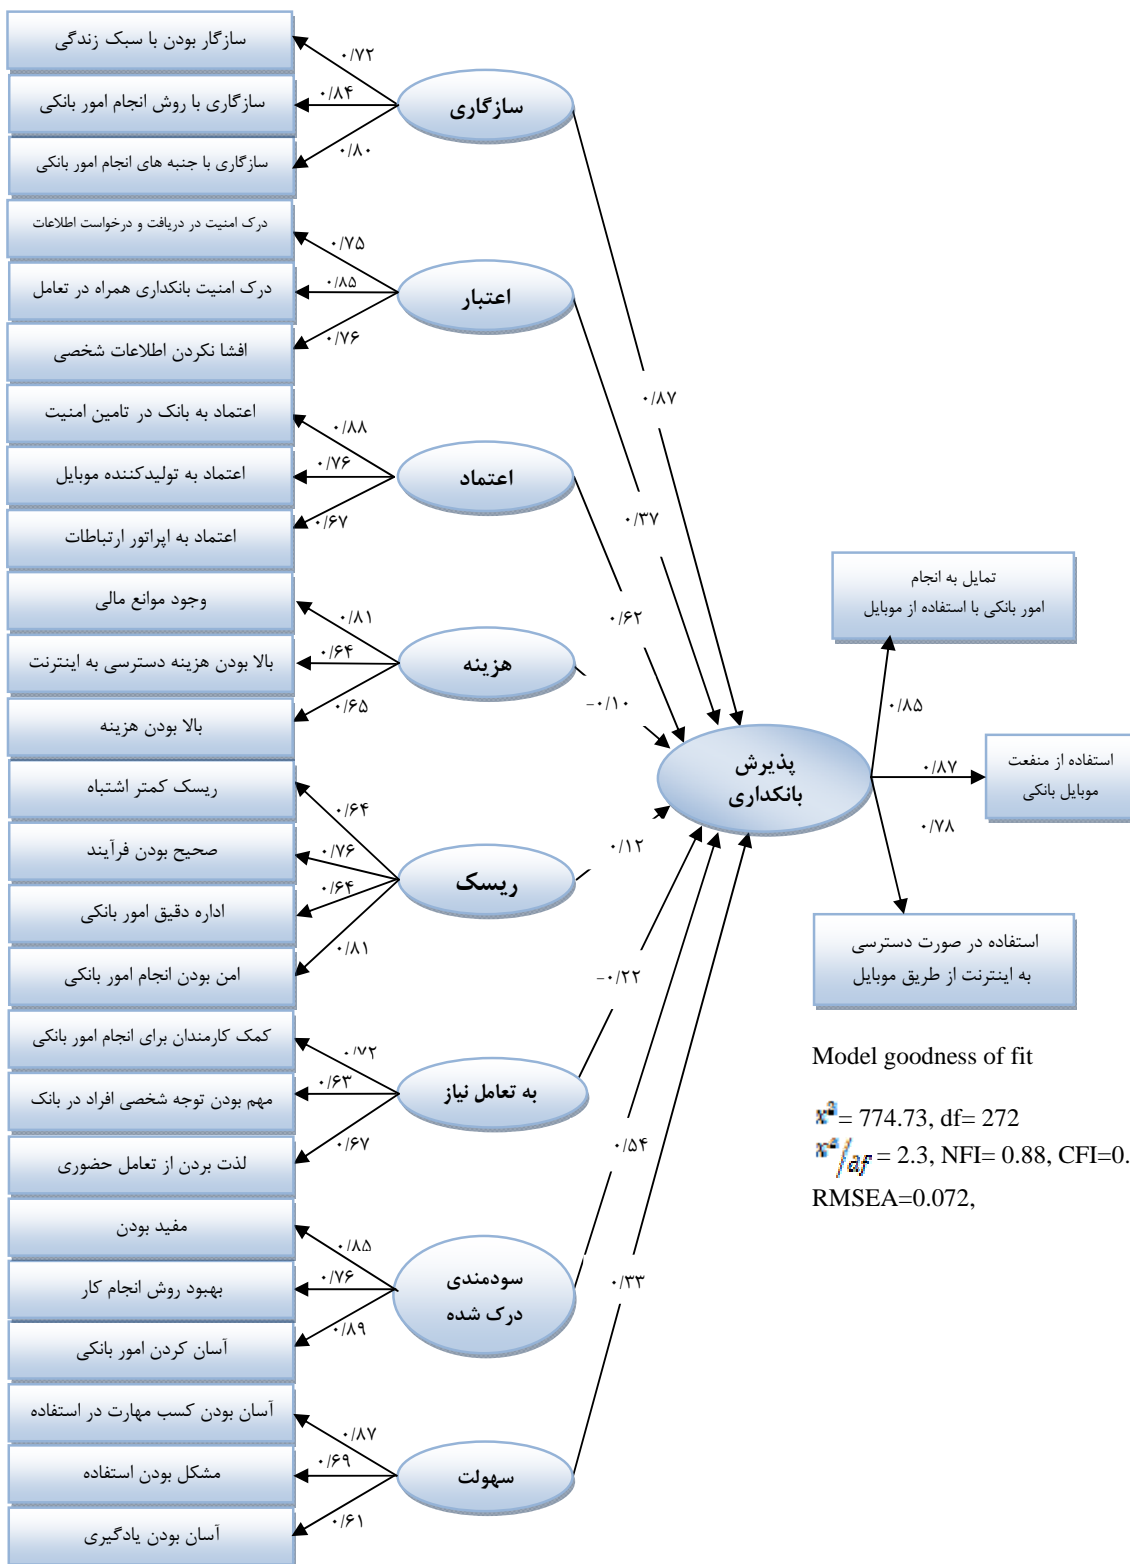 سازگار بودن با سبک زندگی
سازگاری با روش انجام امور بانکی
سازگاری با جنبه های انجام امور بانکی
۰/۷۲
۰/۸۴
۰/۸۰
سازگاری
درک امنیت در دریافت و درخواست اطلاعات
درک امنیت بانکداری همراه در تعامل
افشا نکردن اطلاعات شخصی
۰/۷۵
۰/۸۵
۰/۷۶
اعتبار
اعتماد به بانک در تامین امنیت
اعتماد به تولیدکننده موبایل
اعتماد به اپراتور ارتباطات
۰/۸۸
۰/۷۶
۰/۶۷
اعتماد
وجود موانع مالی
بالا بودن هزینه دسترسی به اینترنت
بالا بودن هزینه
۰/۸۱
۰/۶۴
۰/۶۵
هزینه
ریسک کمتر اشتباه
صحیح بودن فرآیند
اداره دقیق امور بانکی
امن بودن انجام امور بانکی
۰/۶۴
۰/۷۶
۰/۶۴
۰/۸۱
ریسک
کمک کارمندان برای انجام امور بانکی
مهم بودن توجه شخصی افراد در بانک
لذت بردن از تعامل حضوری
۰/۷۲
۰/۶۳
۰/۶۷
به تعامل نیاز
مفید بودن
بهبود روش انجام کار
آسان کردن امور بانکی
۰/۸۵
۰/۷۶
۰/۸۹
سودمندی
درک شده
آسان بودن کسب مهارت در استفاده
مشکل بودن استفاده
آسان بودن یادگیری
۰/۸۷
۰/۶۹
۰/۶۱
سهولت
۰/۸۷
۰/۳۷
۰/۶۲
-۰/۱۰
۰/۱۲
-۰/۲۲
۰/۵۴
۰/۳۳
پذیرش
بانکداری
۰/۸۵
۰/۸۷
۰/۷۸
تمایل به انجام
امور بانکی با استفاده از موبایل
استفاده از منفعت
موبایل بانکی
استفاده در صورت دسترسی
به اینترنت از طریق موبایل
Model goodness of fit
x²= 774.73, df= 272
x²/df = 2.3, NFI= 0.88, CFI=0.
RMSEA=0.072,